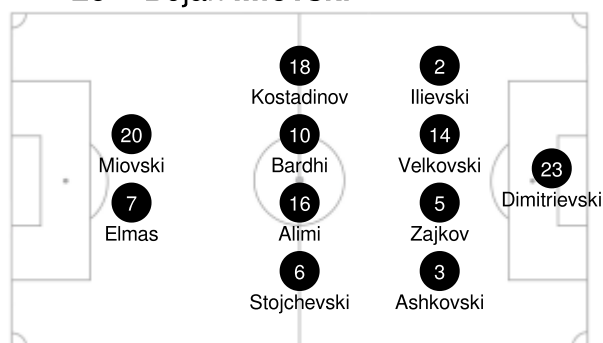 18
Kostadinov
2
Ilievski
20
Miovski
10
Bardhi
14
Velkovski
23
Dimitrievski
7
Elmas
16
Alimi
5
Zajkov
6
Stojchevski
3
Ashkovski